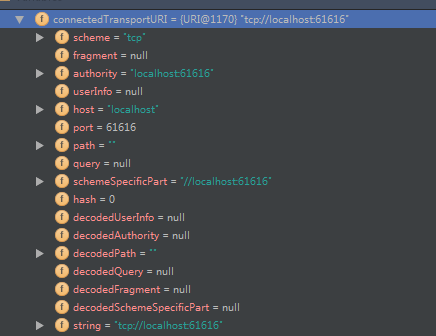 connectedTransportURI = {URI@1170} "tcp://localhost:61616"
f scheme = "tcp"
f fragment = null
f authority = "localhost:61616"
f userInfo = null
f host = "localhost"
f port = 61616
f path = ""
f query = null
f schemeSpecificPart = "//localhost:61616"
f hash = 0
f decodedUserInfo = null
f decodedAuthority = null
f decodedPath = ""
f decodedQuery = null
f decodedFragment = null
f decodedSchemeSpecificPart = null
f string = "tcp://localhost:61616"